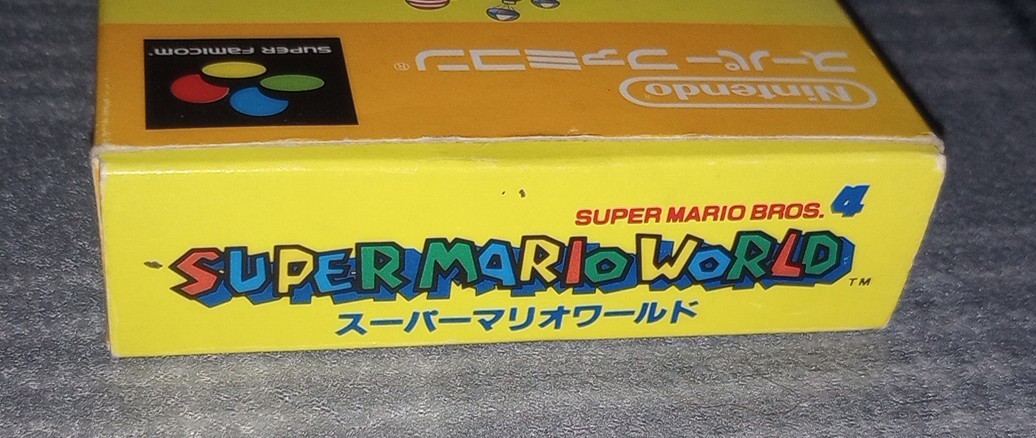 SUPER FAMICOM
スーパーファミコン®
Nintendo
SUPER MARIO BROS. 4
SUPER MARIO WORLD™
スーパーマリオワールド